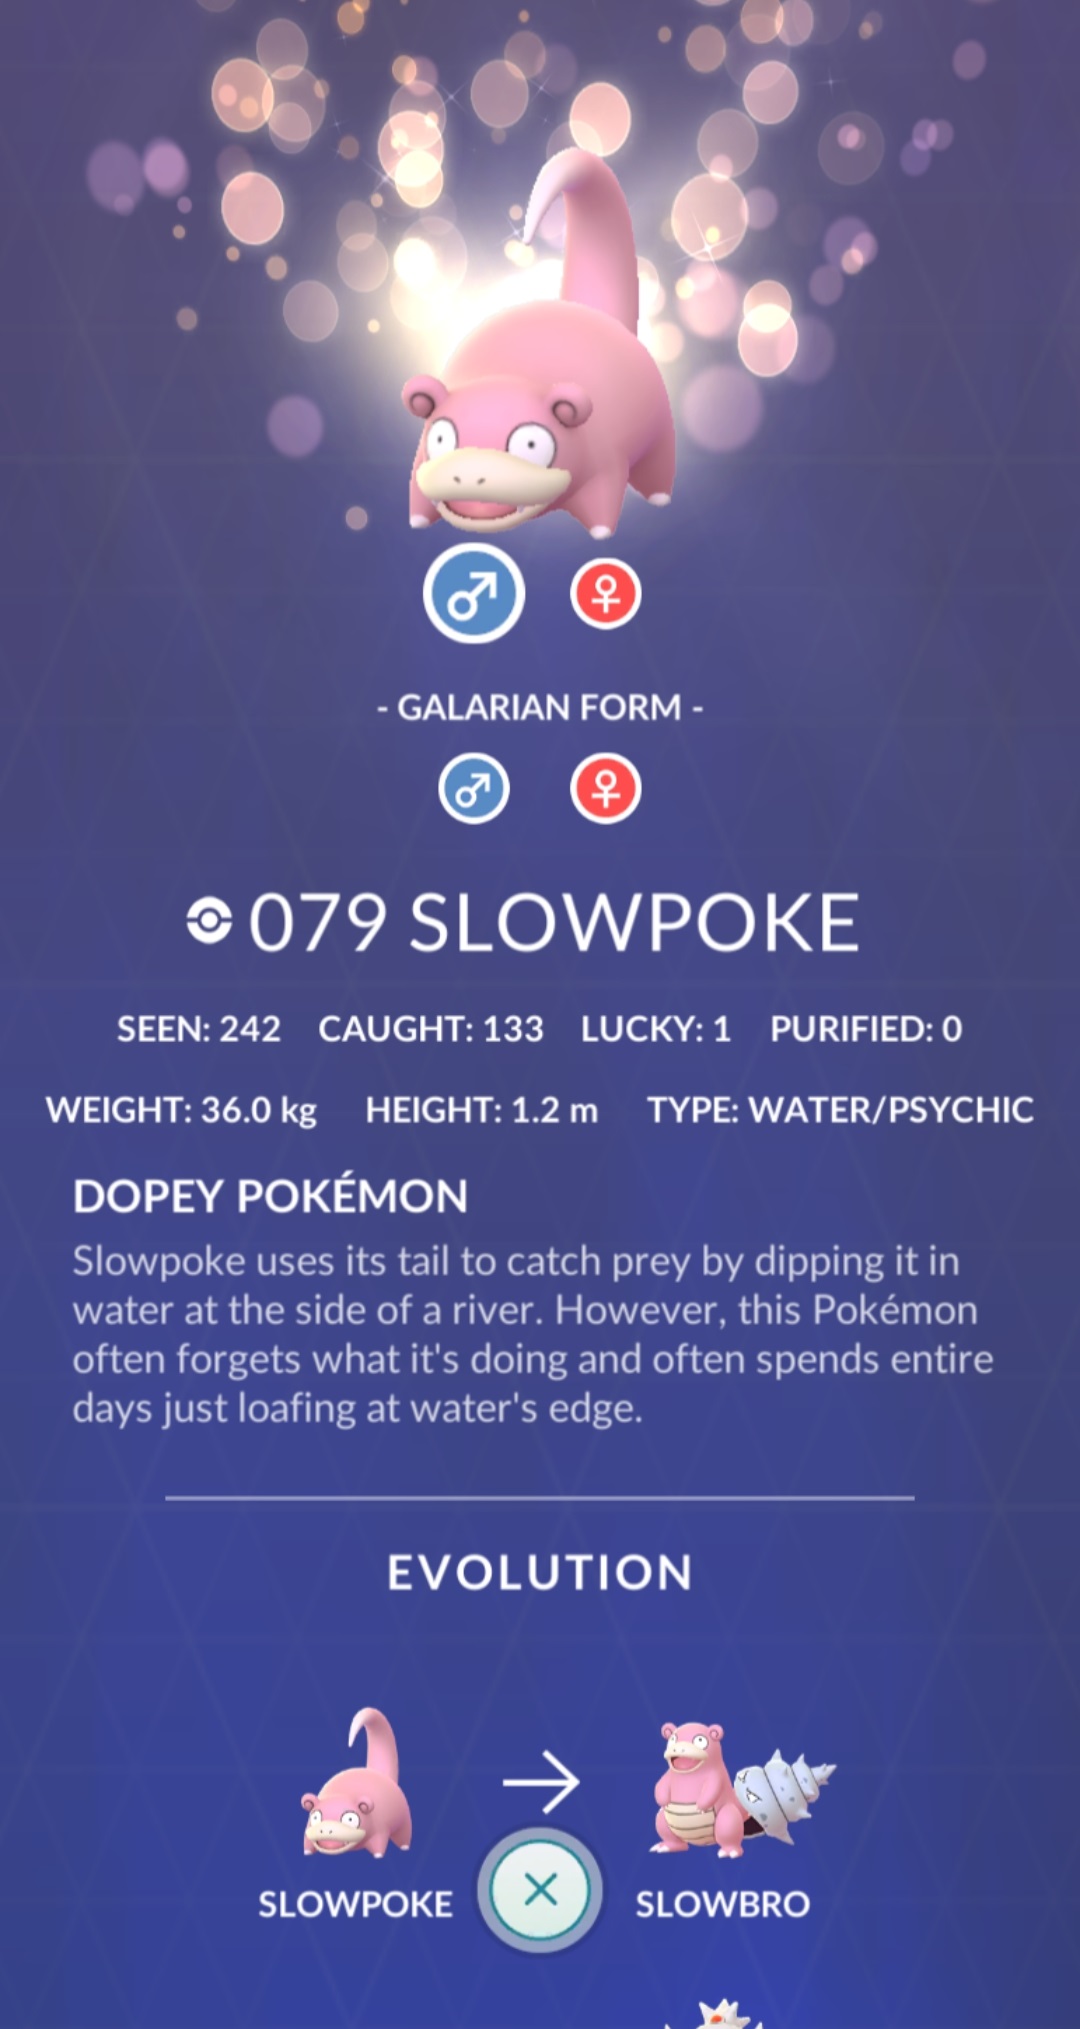 - GALARIAN FORM -
079 SLOWPOKE
SEEN: 242 CAUGHT: 133 LUCKY: 1 PURIFIED: 0
WEIGHT: 36.0 kg HEIGHT: 1.2 m TYPE: WATER/PSYCHIC
DOPEY POKÉMON
Slowpoke uses its tail to catch prey by dipping it in
water at the side of a river. However, this Pokémon
often forgets what it's doing and often spends entire
days just loafing at water's edge.
EVOLUTION
SLOWPOKE SLOWBRO